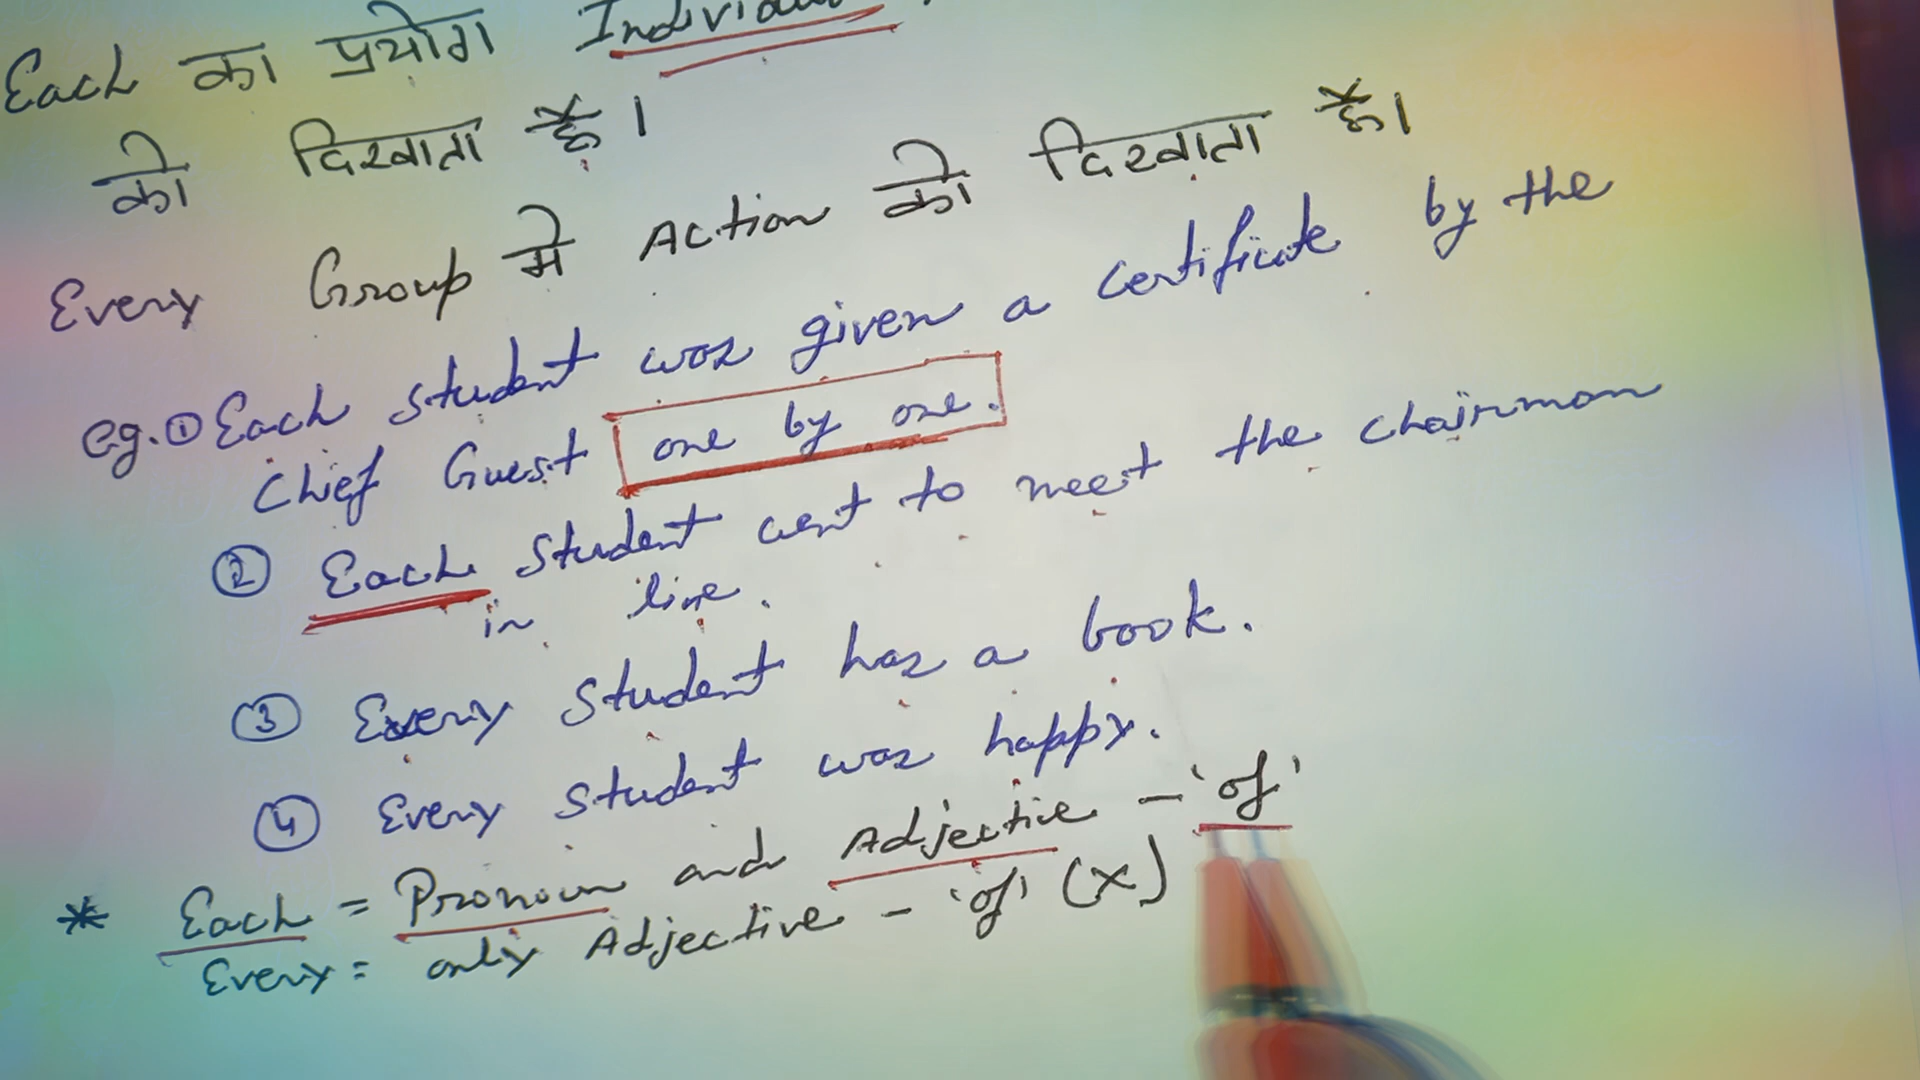 Each का प्रयोग Individual
को दिखाता है।
Every Group मे Action को दिखाता है।
eg. ① Each student was given a certificate by the
Chief Guest one by one.
② Each student went to meet the chairman
in line.
③ Every student has a book.
④ Every student was happy.
* Each = Pronoun and Adjective - 'of'
Every = only Adjective - 'of' (x)